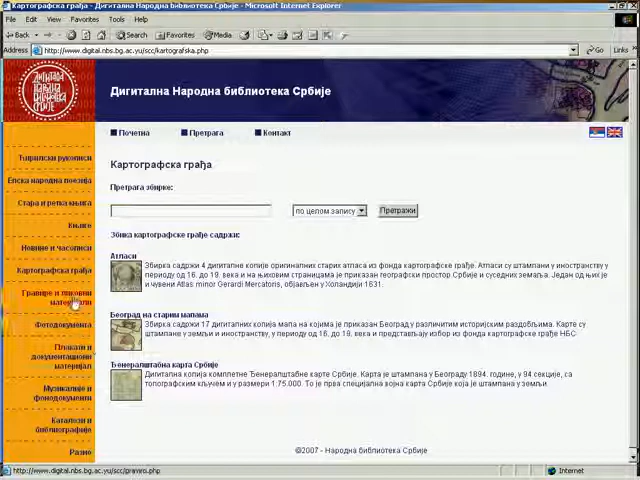 Картографска грађа - Дигитална Народна библиотека Србије - Microsoft Internet Explorer
File Edit View Favorites Tools Help
Back Search Favorites Media
Address http://www.digital.nbs.bg.ac.yu/scc/kartografska.php Go Links
Дигитална Народна библиотека Србије
Почетна Претрага Контакт
Ћирилски рукописи
Епска народна поезија
Стара и ретка књига
Књиге
Новине и часописи
Картографска грађа
Гравире и ликовни
материјали
Фотодокумента
Плакати и
документациони
материјал
Музикалије и
фонодокументи
Каталози и
библиографије
Разно
Картографска грађа
Претрага збирке:
по целом запису Претражи
Збика картографске грађе садржи:
Атласи
Збирка садржи 4 дигиталне копије оригиналних старих атласа из фонда картографске грађе. Атласи су штампани у иностранству у
периоду од 16. до 19. века и на њиховим страницама је приказан географски простор Србије и суседних земаља. Један од њих је
и чувени Atlas minor Gerardi Mercatoris, објављен у Холандији 1631.
Београд на старим мапама
Збирка садржи 17 дигиталних копија мапа на којима је приказан Београд у различитим историјским раздобљима. Карте су
штампане у земљи и иностранству, у периоду од 16. до 19. века и представљају избор из фонда картографске грађе НБС.
Ђенералштабна карта Србије
Дигитална копија комплетне Ђенералштабне карте Србије. Карта је штампана у Београду 1894. године, у 94 секције, са
топографским кључем и у размери 1:75.000. То је прва специјална војна карта Србије која је штампана у земљи.
©2007 - Народна библиотека Србије
http://www.digital.nbs.bg.ac.yu/scc/graviro.php Internet